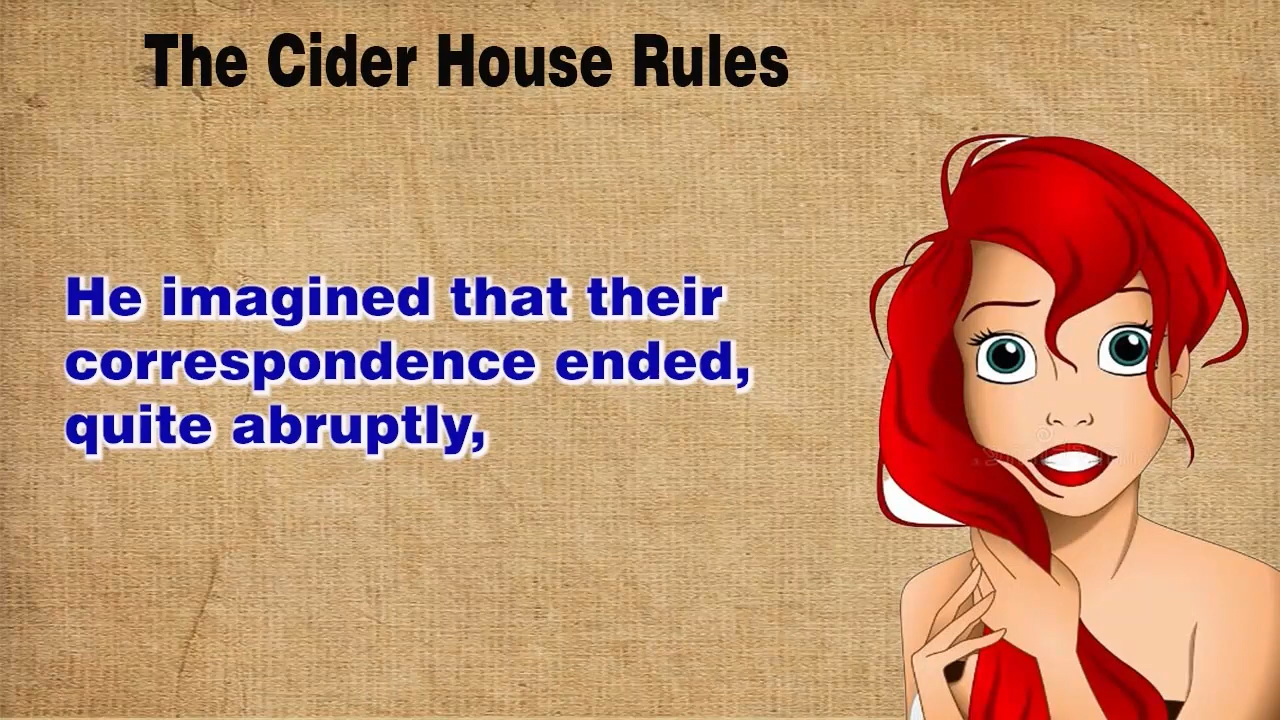 The Cider House Rules
He imagined that their
correspondence ended,
quite abruptly,